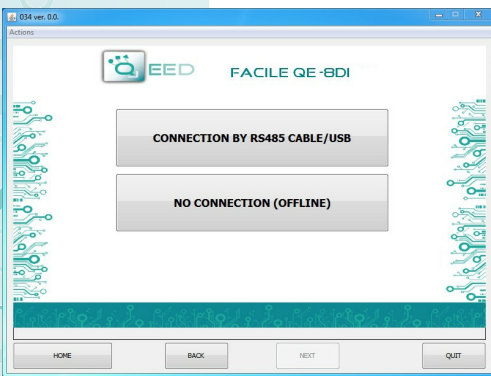 034 ver. 0.0.
Actions
QEED FACILE QE-8DI
CONNECTION BY RS485 CABLE/USB
NO CONNECTION (OFFLINE)
HOME BACK NEXT QUIT